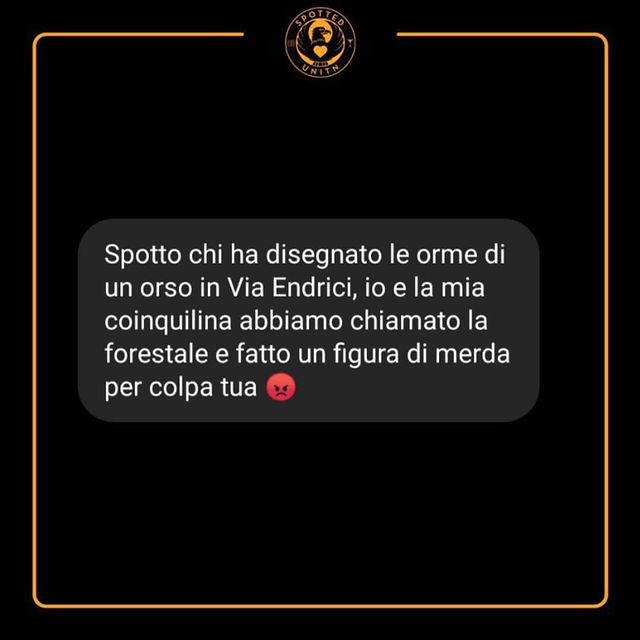 SPOTTED
UNITN
Spotto chi ha disegnato le orme di
un orso in Via Endrici, io e la mia
coinquilina abbiamo chiamato la
forestale e fatto un figura di merda
per colpa tua 😡